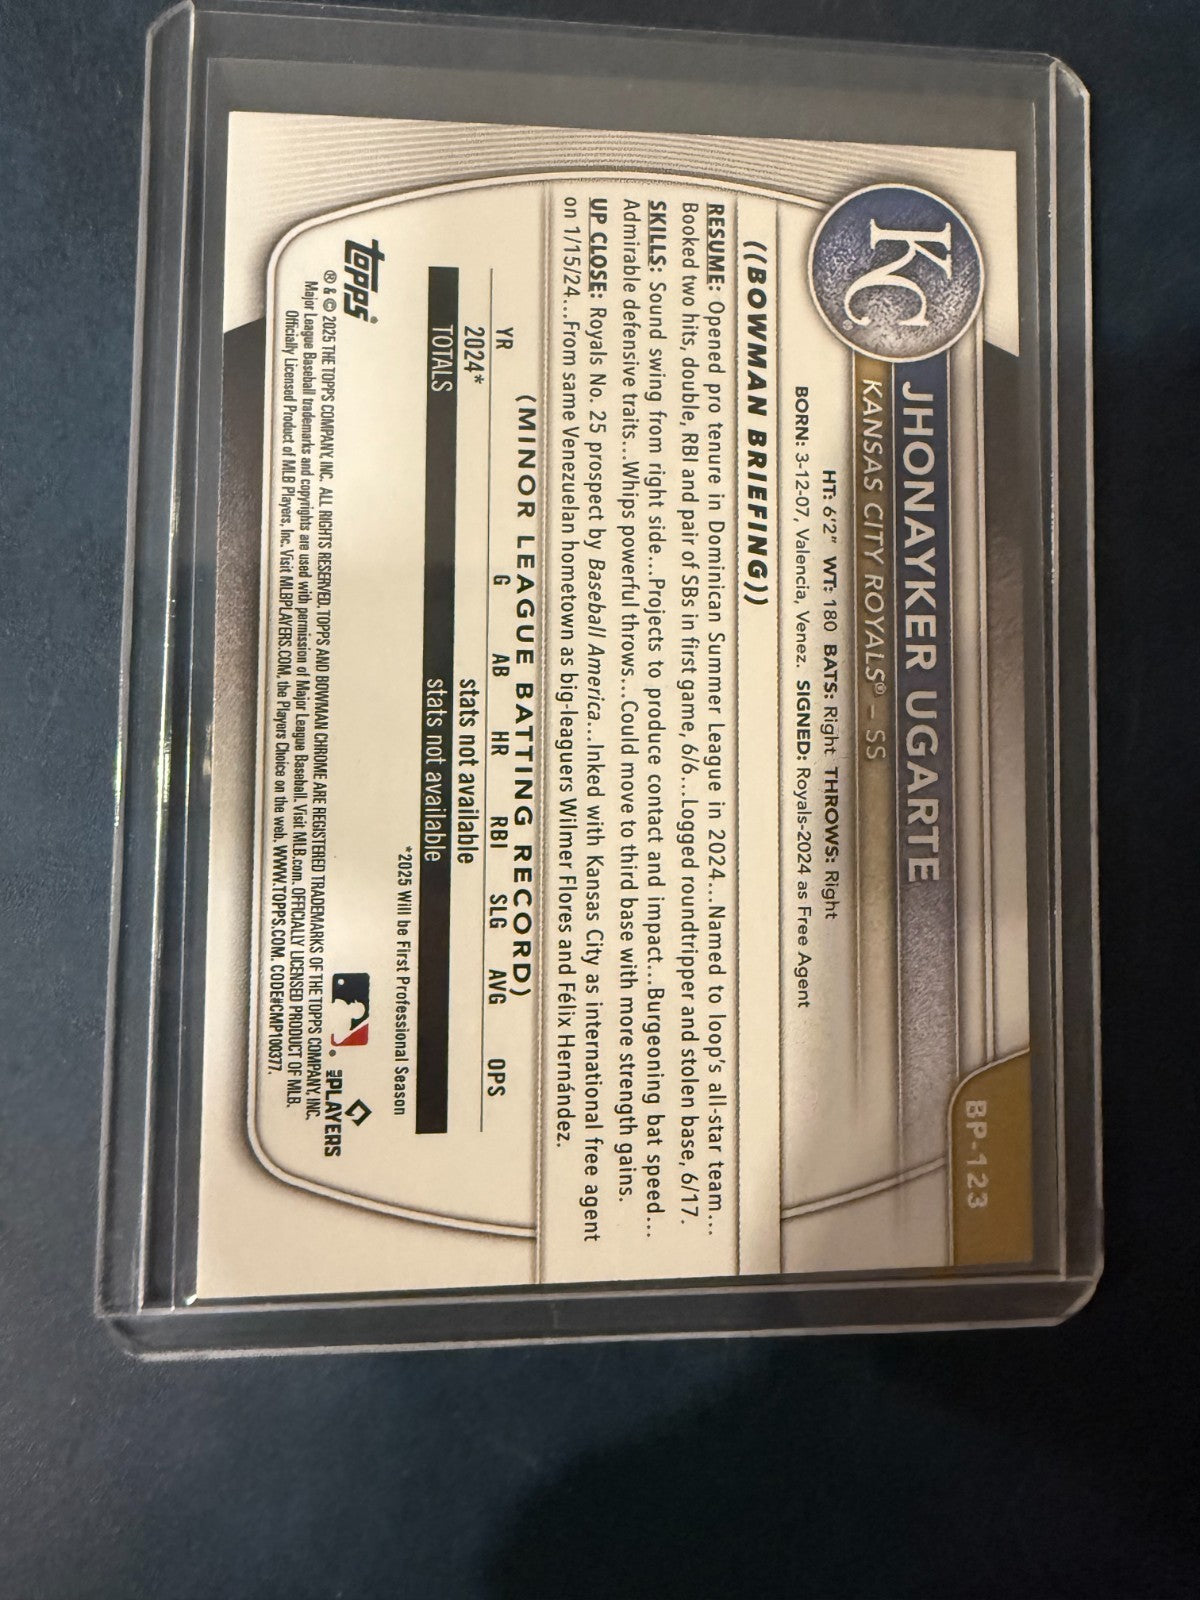 BP-123
KC®
JHONAYKER UGARTE
KANSAS CITY ROYALS® – SS
HT: 6'2" WT: 180 BATS: Right THROWS: Right
BORN: 3-12-07, Valencia, Venez. SIGNED: Royals-2024 as Free Agent
((BOWMAN BRIEFING))
RESUME: Opened pro tenure in Dominican Summer League in 2024...Named to loop's all-star team...
Booked two hits, double, RBI and pair of SBs in first game, 6/6...Logged roundtripper and stolen base, 6/17.
SKILLS: Sound swing from right side...Projects to produce contact and impact...Burgeoning bat speed...
Admirable defensive traits...Whips powerful throws...Could move to third base with more strength gains.
UP CLOSE: Royals No. 25 prospect by Baseball America...Inked with Kansas City as international free agent
on 1/15/24...From same Venezuelan hometown as big-leaguers Wilmer Flores and Félix Hernández.
(MINOR LEAGUE BATTING RECORD)
YR G AB HR RBI SLG AVG OPS
2024* stats not available
TOTALS stats not available
*2025 Will be First Professional Season
topps®
MLB PLAYERS
® & © 2025 THE TOPPS COMPANY, INC. ALL RIGHTS RESERVED. TOPPS AND BOWMAN CHROME ARE REGISTERED TRADEMARKS OF THE TOPPS COMPANY, INC.
Major League Baseball trademarks and copyrights are used with permission of Major League Baseball. Visit MLB.com. OFFICIALLY LICENSED PRODUCT OF MLB.
Officially Licensed Product of MLB Players, Inc. Visit MLBPLAYERS.COM, the Players Choice on the web. WWW.TOPPS.COM. CODE#CMP100377.